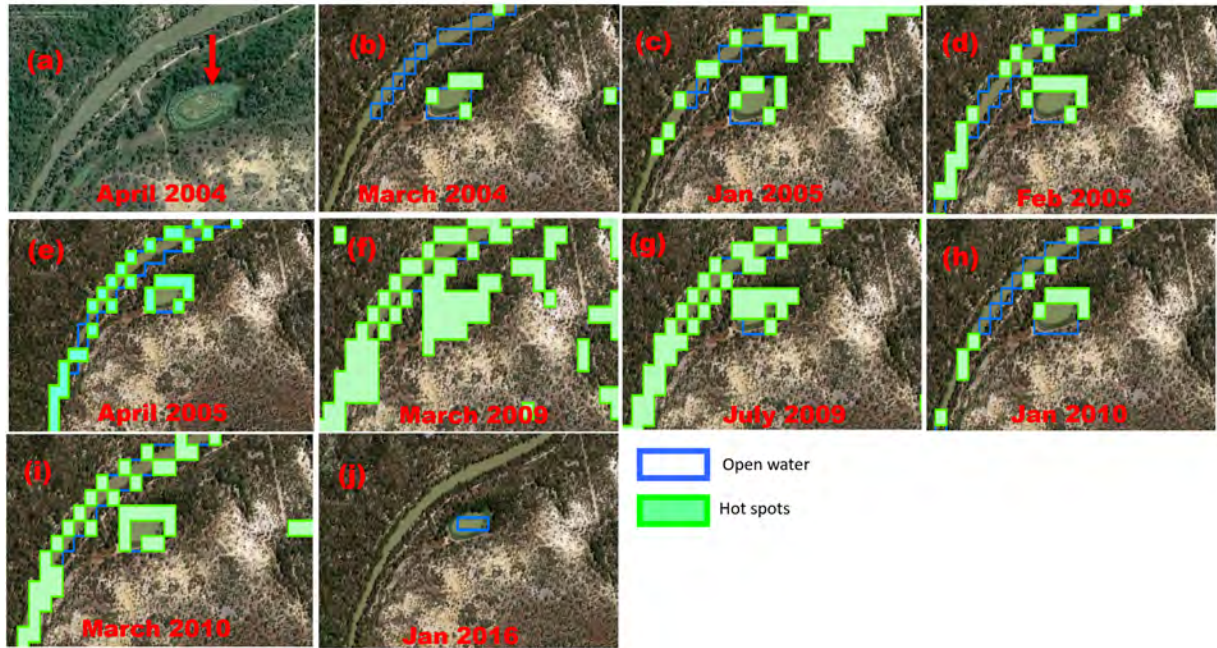 (a)
April 2004
(b)
March 2004
(c)
Jan 2005
(d)
Feb 2005
(e)
April 2005
(f)
March 2009
(g)
July 2009
(h)
Jan 2010
(i)
March 2010
(j)
Jan 2016
Open water
Hot spots